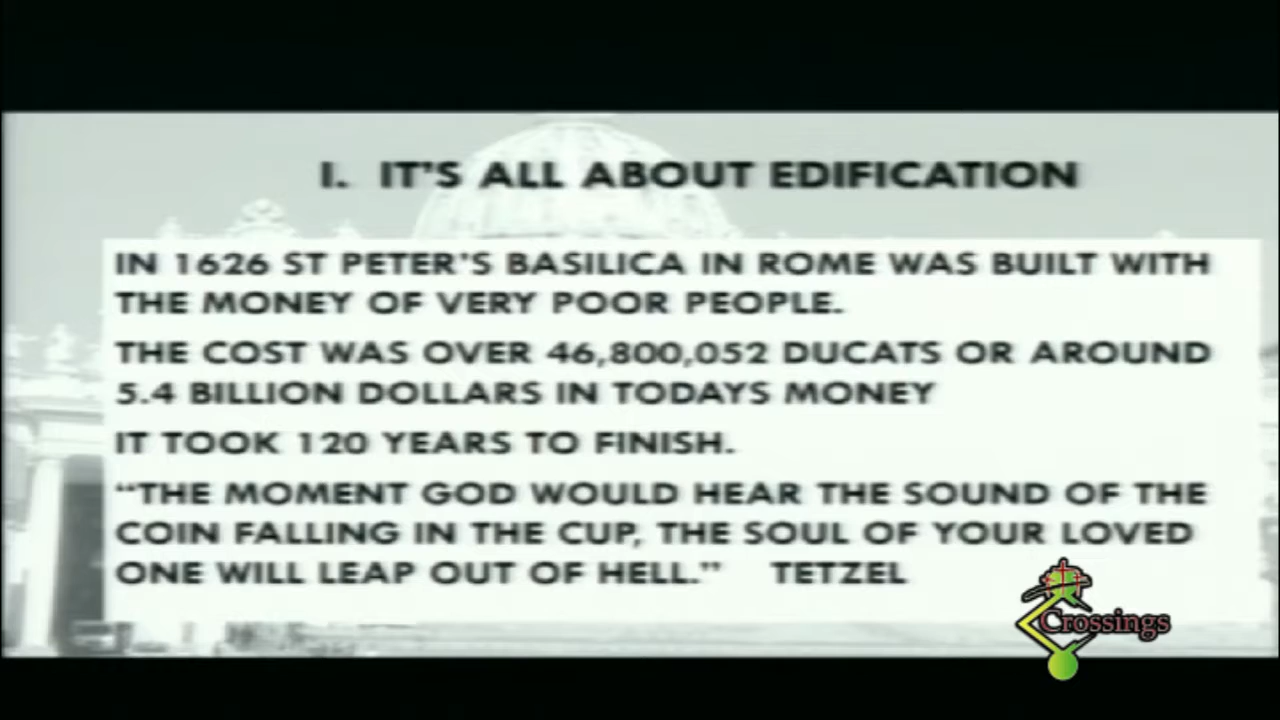 I. IT'S ALL ABOUT EDIFICATION
IN 1626 ST PETER'S BASILICA IN ROME WAS BUILT WITH
THE MONEY OF VERY POOR PEOPLE.
THE COST WAS OVER 46,800,052 DUCATS OR AROUND
5.4 BILLION DOLLARS IN TODAYS MONEY
IT TOOK 120 YEARS TO FINISH.
“THE MOMENT GOD WOULD HEAR THE SOUND OF THE
COIN FALLING IN THE CUP, THE SOUL OF YOUR LOVED
ONE WILL LEAP OUT OF HELL.” TETZEL
Crossings